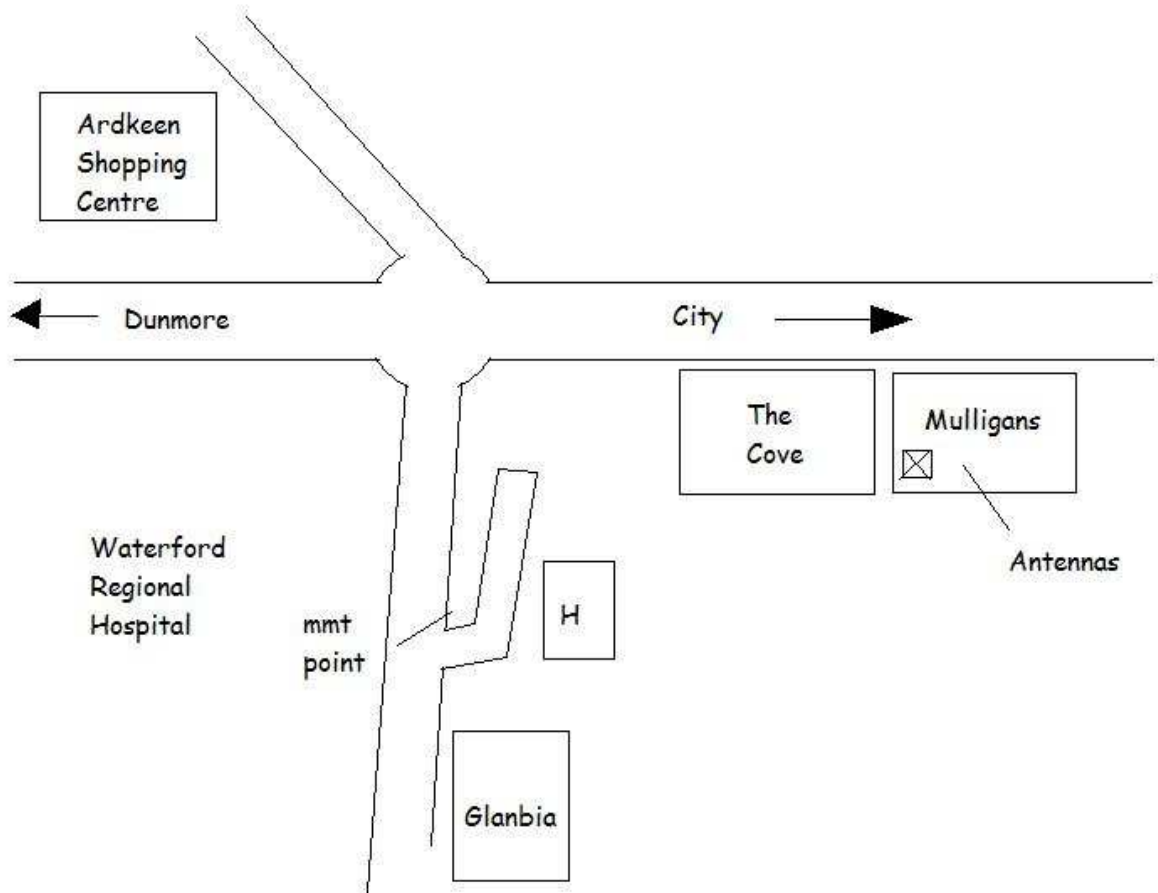 Ardkeen
Shopping
Centre
Dunmore
City
The
Cove
Mulligans
Antennas
Waterford
Regional
Hospital
mmt
point
H
Glanbia